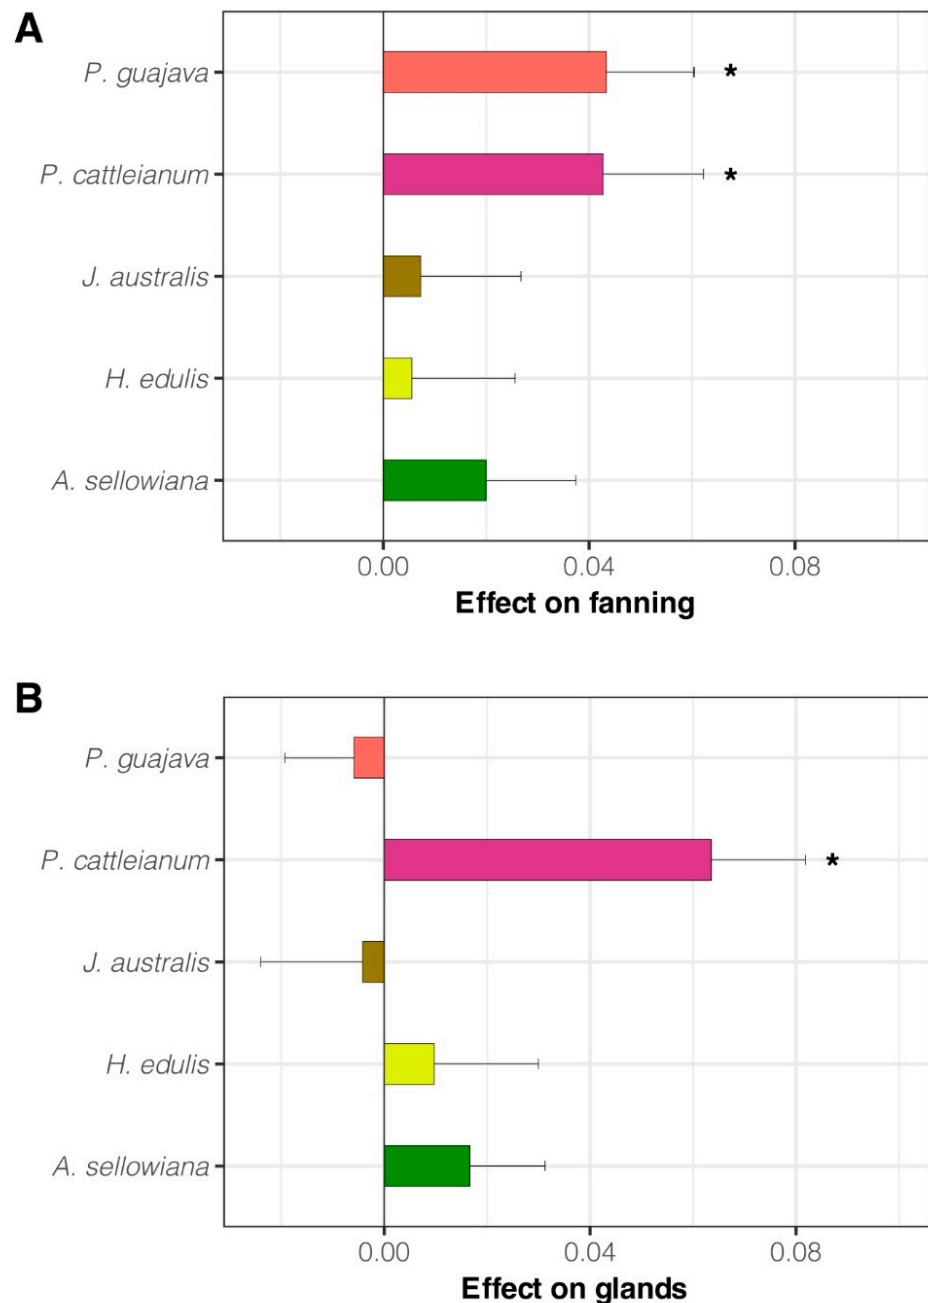 A
P. guajava
*
P. cattleianum
*
J. australis
H. edulis
A. sellowiana
0.00 0.04 0.08
Effect on fanning
B
P. guajava
P. cattleianum
*
J. australis
H. edulis
A. sellowiana
0.00 0.04 0.08
Effect on glands